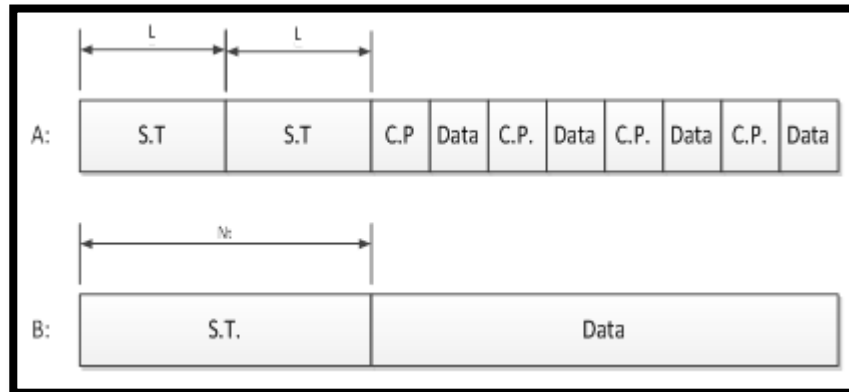 L L
A: S.T S.T C.P Data C.P. Data C.P. Data C.P. Data
B: S.T. Data